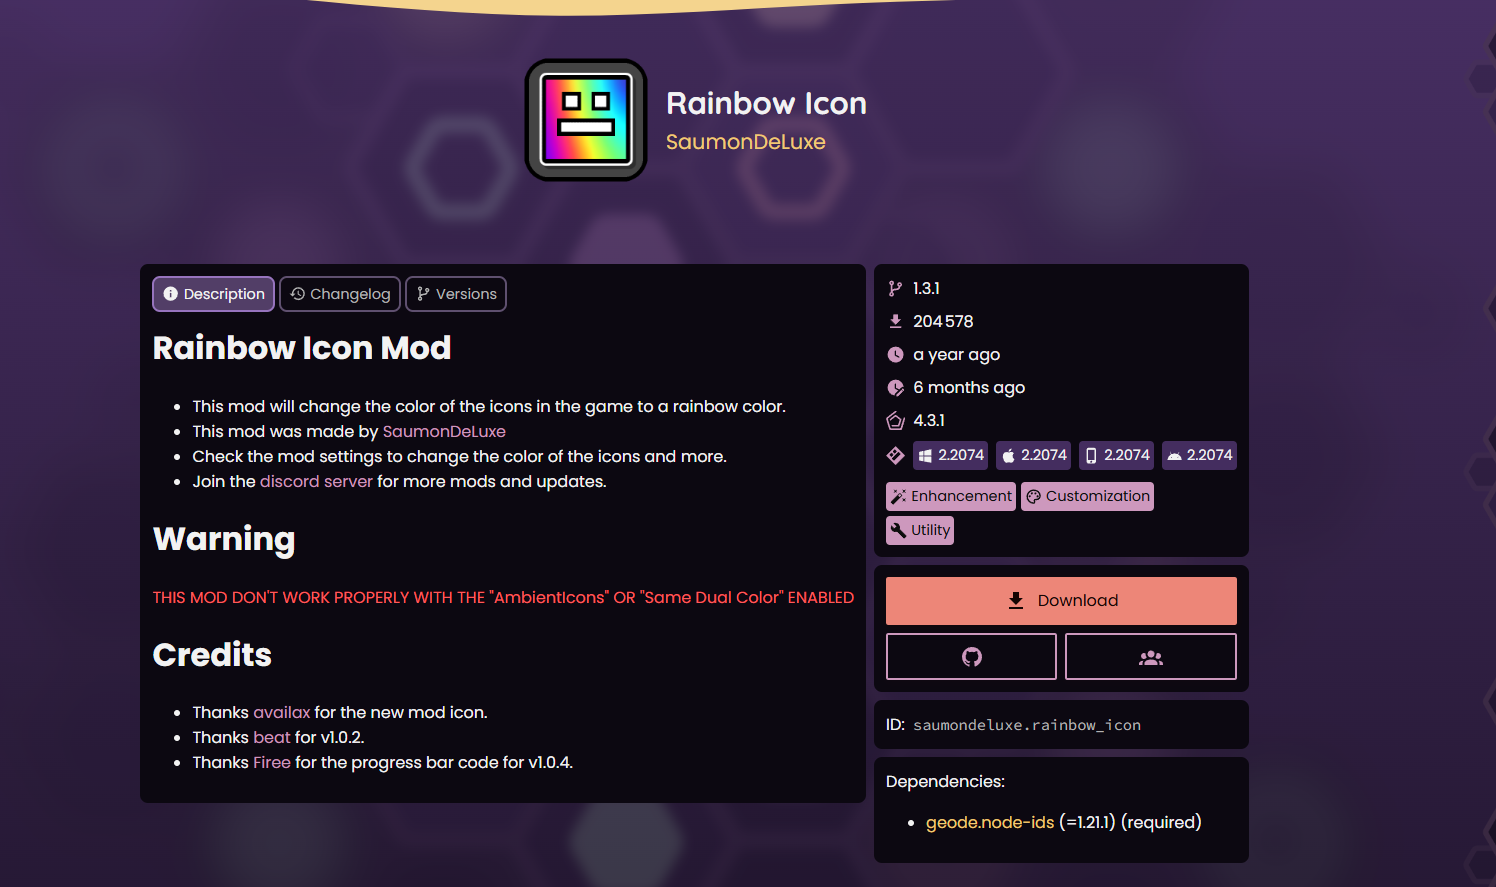 Rainbow Icon
SaumonDeLuxe
Description
Changelog
Versions
Rainbow Icon Mod
This mod will change the color of the icons in the game to a rainbow color.
This mod was made by SaumonDeLuxe
Check the mod settings to change the color of the icons and more.
Join the discord server for more mods and updates.
Warning
THIS MOD DON'T WORK PROPERLY WITH THE "AmbientIcons" OR "Same Dual Color" ENABLED
Credits
Thanks availax for the new mod icon.
Thanks beat for v1.0.2.
Thanks Firee for the progress bar code for v1.0.4.
1.3.1
204 578
a year ago
6 months ago
4.3.1
2.2074 2.2074 2.2074 2.2074
Enhancement Customization
Utility
Download
ID: saumondeluxe.rainbow_icon
Dependencies:
geode.node-ids (=1.21.1) (required)